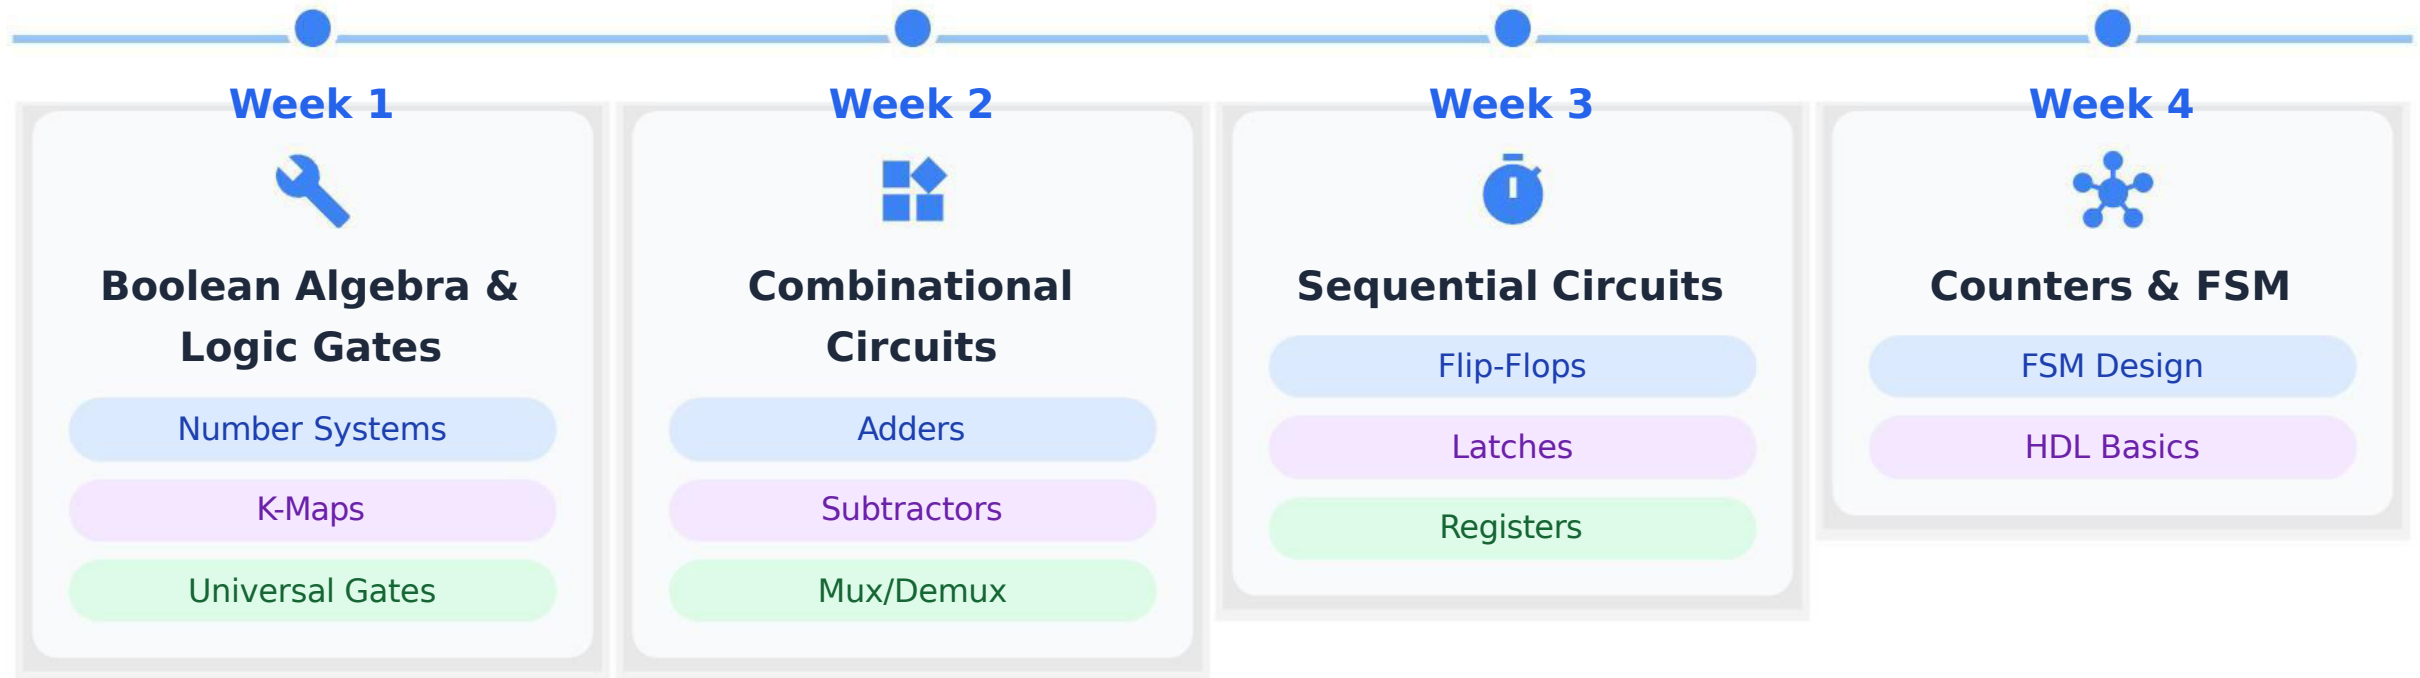 Week 1
Boolean Algebra &
Logic Gates
Number Systems
K-Maps
Universal Gates
Week 2
Combinational
Circuits
Adders
Subtractors
Mux/Demux
Week 3
Sequential Circuits
Flip-Flops
Latches
Registers
Week 4
Counters & FSM
FSM Design
HDL Basics